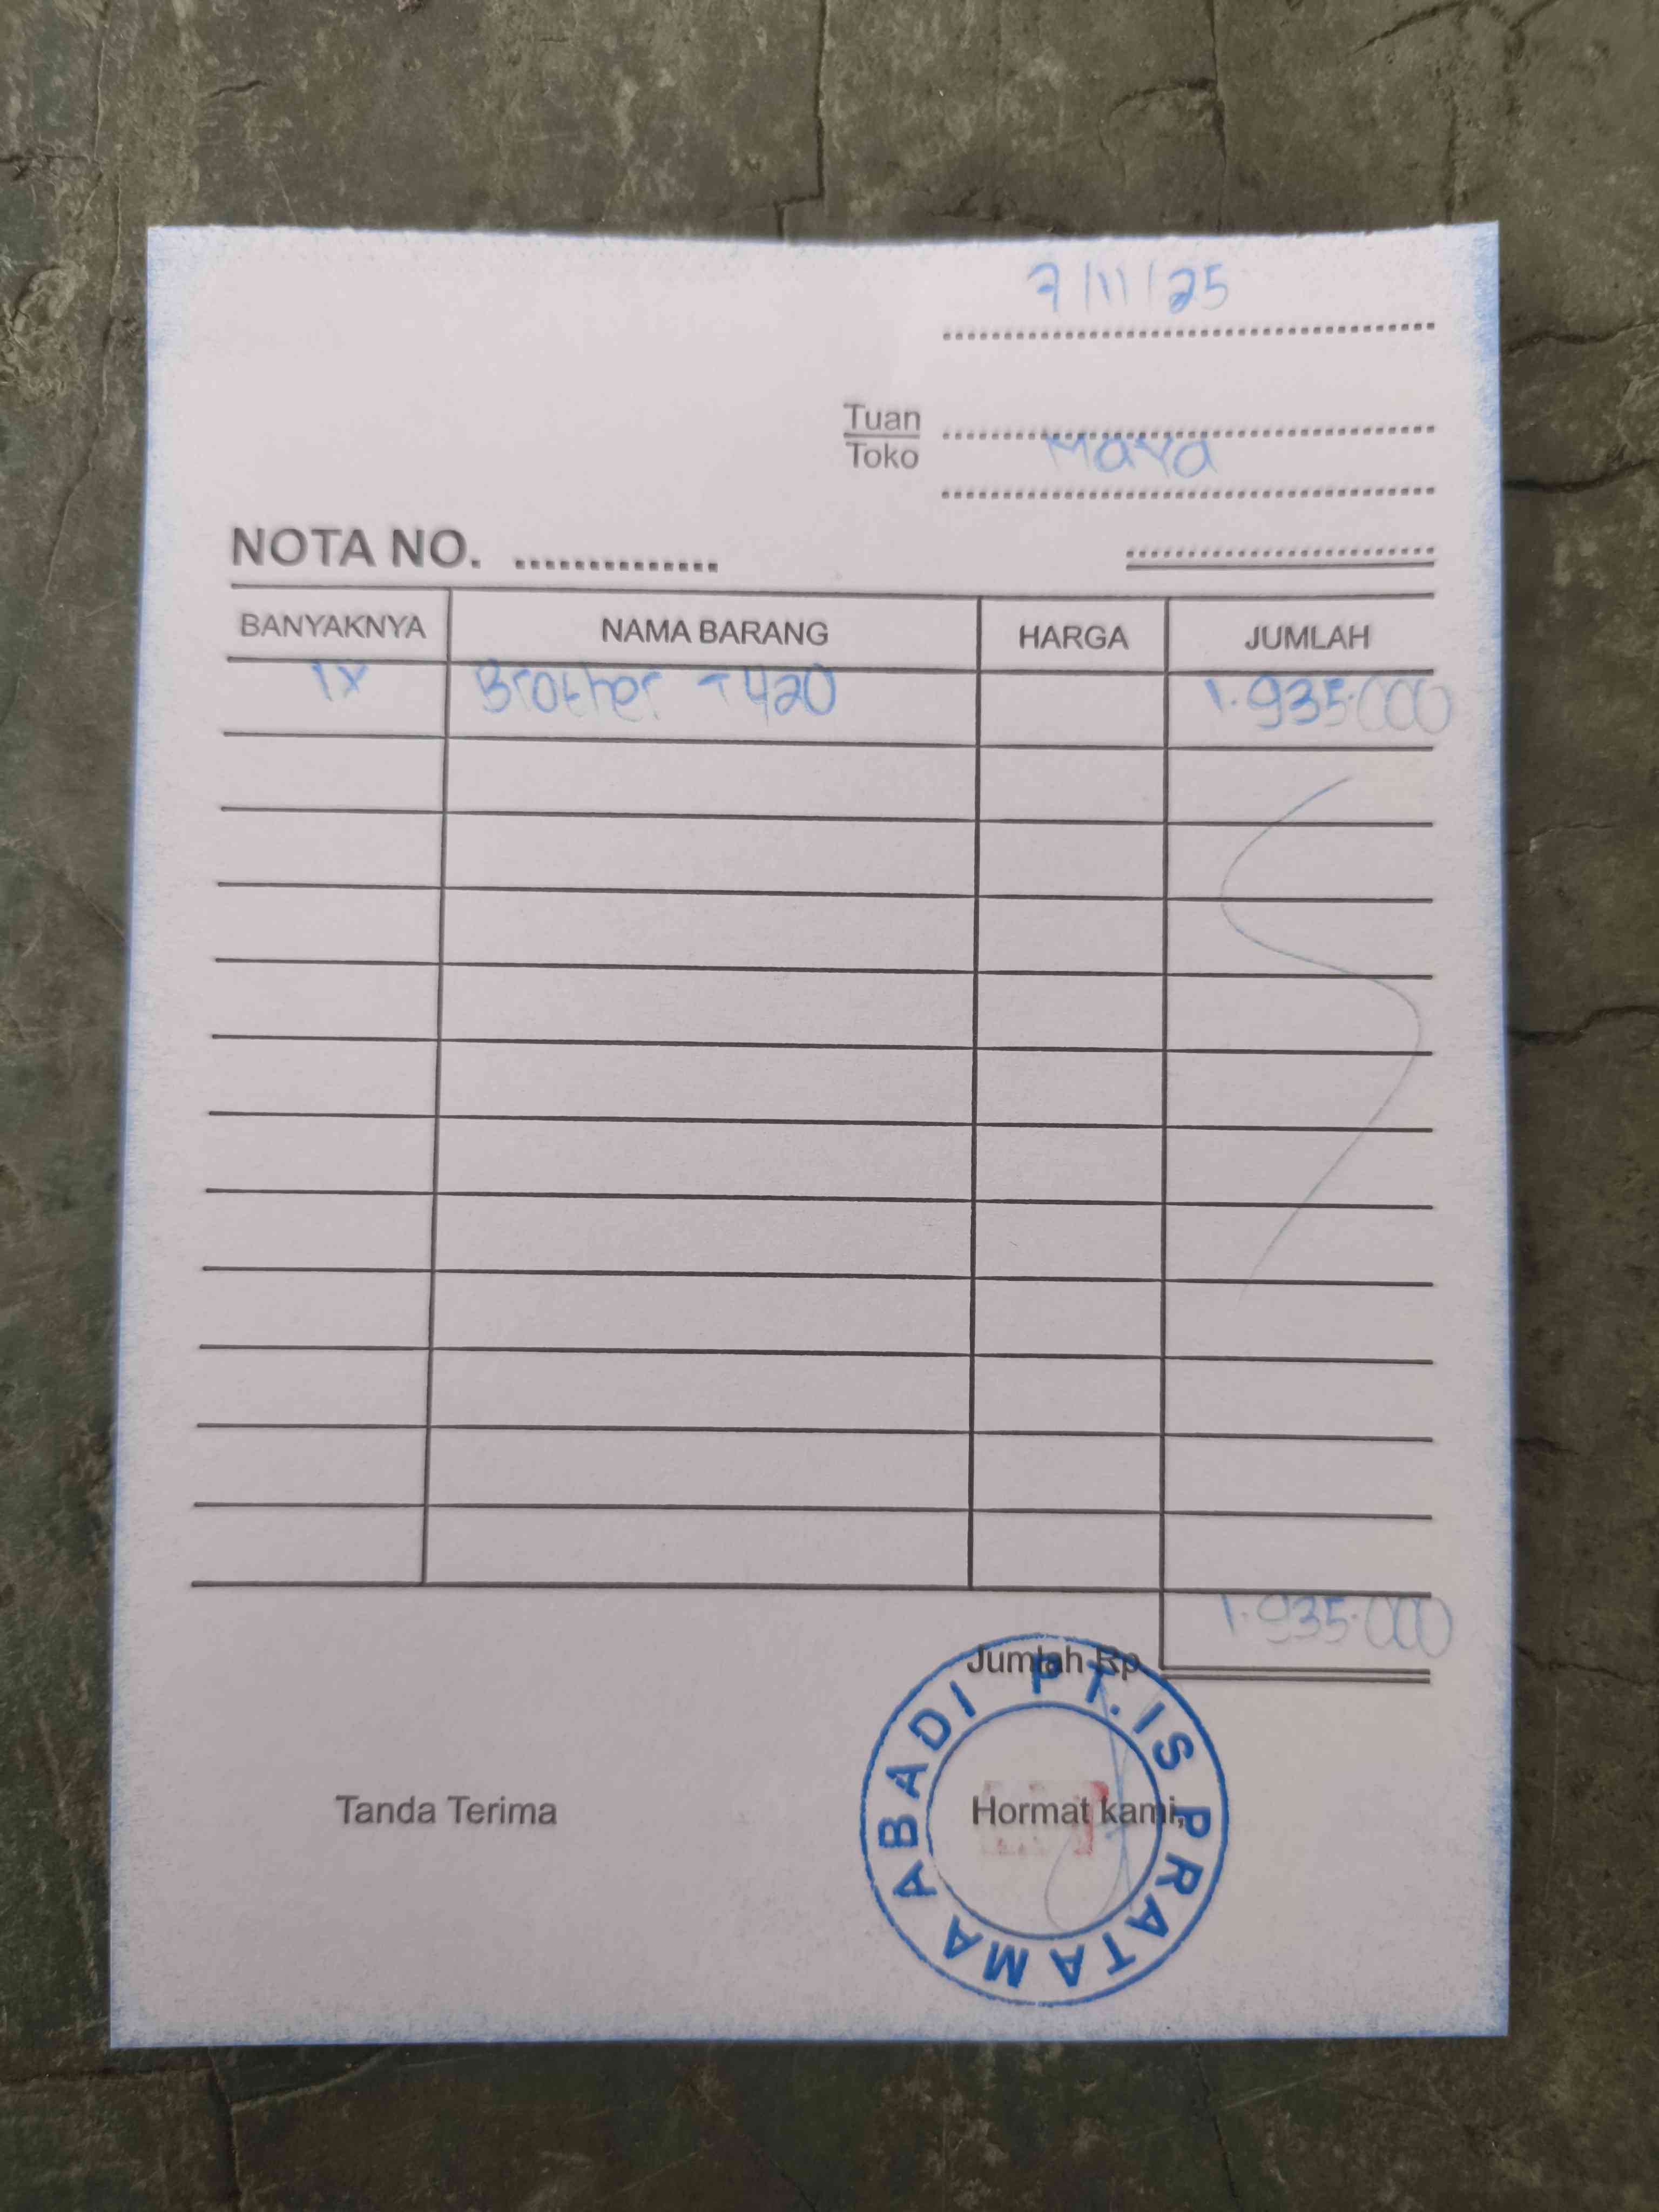 7/11/25
Tuan
Toko
Maya
NOTA NO. ..............
BANYAKNYA NAMA BARANG HARGA JUMLAH
1x Brother T420 1.935.000
1.935.000
Jumlah Rp
Tanda Terima
Hormat kami,
PT. IS PRATAMA ABADI